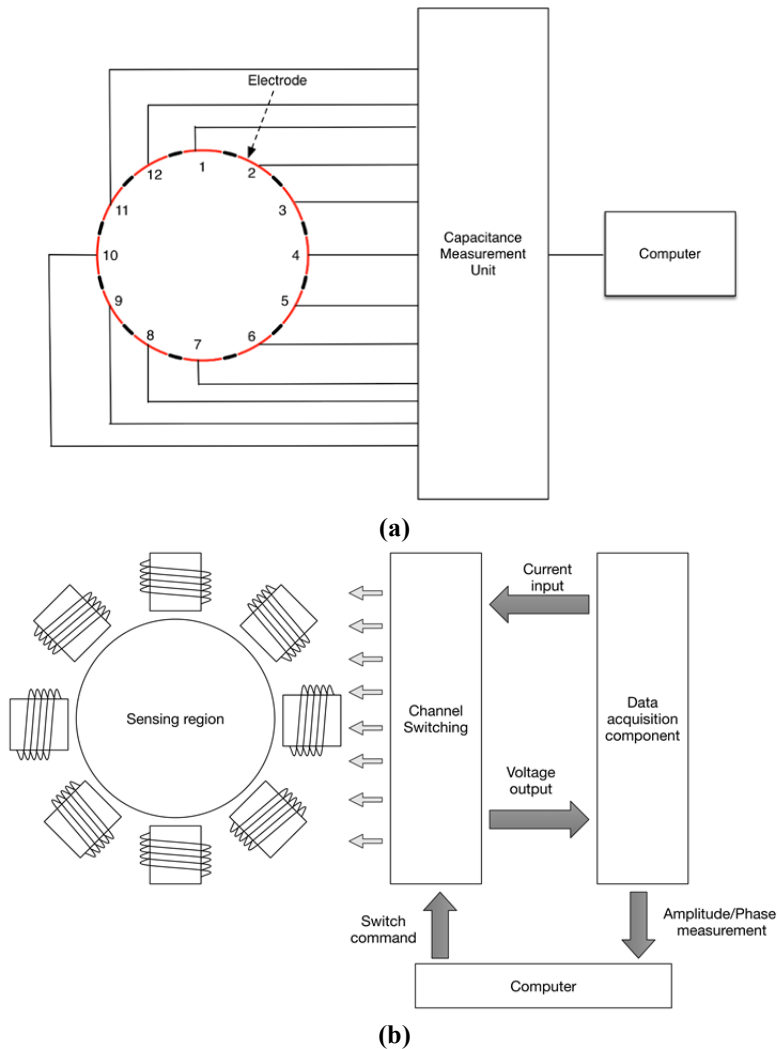 Electrode
1
2
3
4
5
6
7
8
9
10
11
12
Capacitance
Measurement
Unit
Computer
(a)
Sensing region
Channel
Switching
Current
input
Voltage
output
Data
acquisition
component
Switch
command
Amplitude/Phase
measurement
Computer
(b)